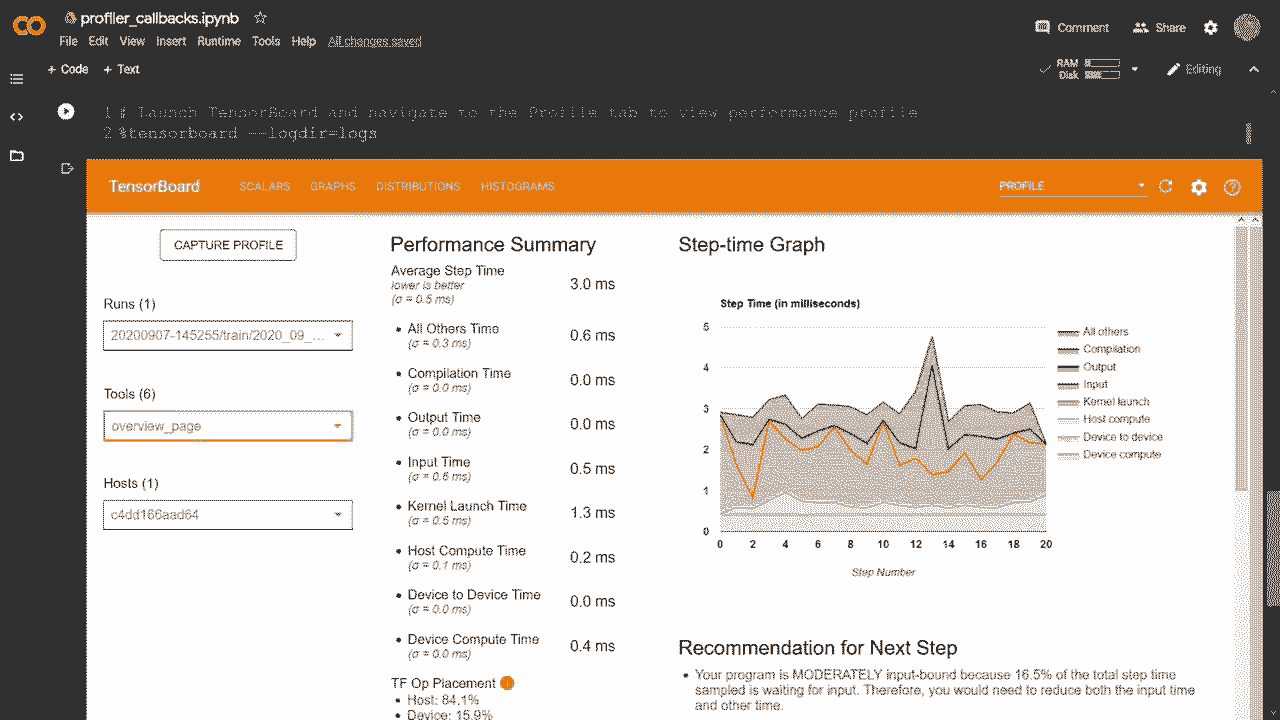 profiler_callbacks.ipynb
Comment
Share
File Edit View Insert Runtime Tools Help All changes saved
+ Code + Text
RAM
Disk
Editing
1 # Launch TensorBoard and navigate to the Profile tab to view performance profile
2 %tensorboard --logdir=logs
TensorBoard
SCALARS GRAPHS DISTRIBUTIONS HISTOGRAMS
PROFILE
CAPTURE PROFILE
Runs (1)
20200907-145255/train/2020_09_...
Tools (6)
overview_page
Hosts (1)
c4dd166aad64
Performance Summary
Average Step Time
lower is better
(σ = 0.5 ms)
3.0 ms
All Others Time
(σ = 0.3 ms)
0.6 ms
Compilation Time
(σ = 0.0 ms)
0.0 ms
Output Time
(σ = 0.0 ms)
0.0 ms
Input Time
(σ = 0.6 ms)
0.5 ms
Kernel Launch Time
(σ = 0.5 ms)
1.3 ms
Host Compute Time
(σ = 0.1 ms)
0.2 ms
Device to Device Time
(σ = 0.0 ms)
0.0 ms
Device Compute Time
(σ = 0.0 ms)
0.4 ms
TF Op Placement
Host: 84.1%
Device: 15.9%
Step-time Graph
Step Time (in milliseconds)
5
4
3
2
1
0
0 2 4 6 8 10 12 14 16 18 20
Step Number
All others
Compilation
Output
Input
Kernel launch
Host compute
Device to device
Device compute
Recommendation for Next Step
Your program is MODERATELY input-bound because 16.5% of the total step time
sampled is waiting for input. Therefore, you would need to reduce both the input time
and other time.